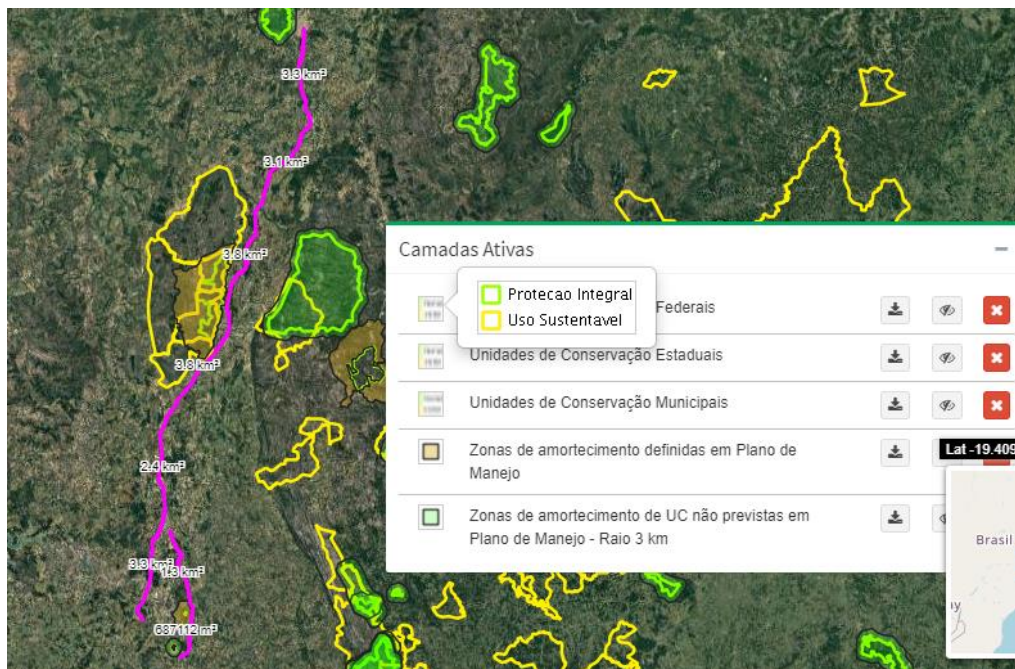 3.3 km²
3.1 km²
3.8 km²
3.8 km²
2.4 km²
3.3 km²
1.3 km²
687112 m²
Camadas Ativas
Protecao Integral
Uso Sustentavel
Federais
Unidades de Conservação Estaduais
Unidades de Conservação Municipais
Zonas de amortecimento definidas em Plano de
Manejo
Lat -19.409
Zonas de amortecimento de UC não previstas em
Plano de Manejo - Raio 3 km
Brasil